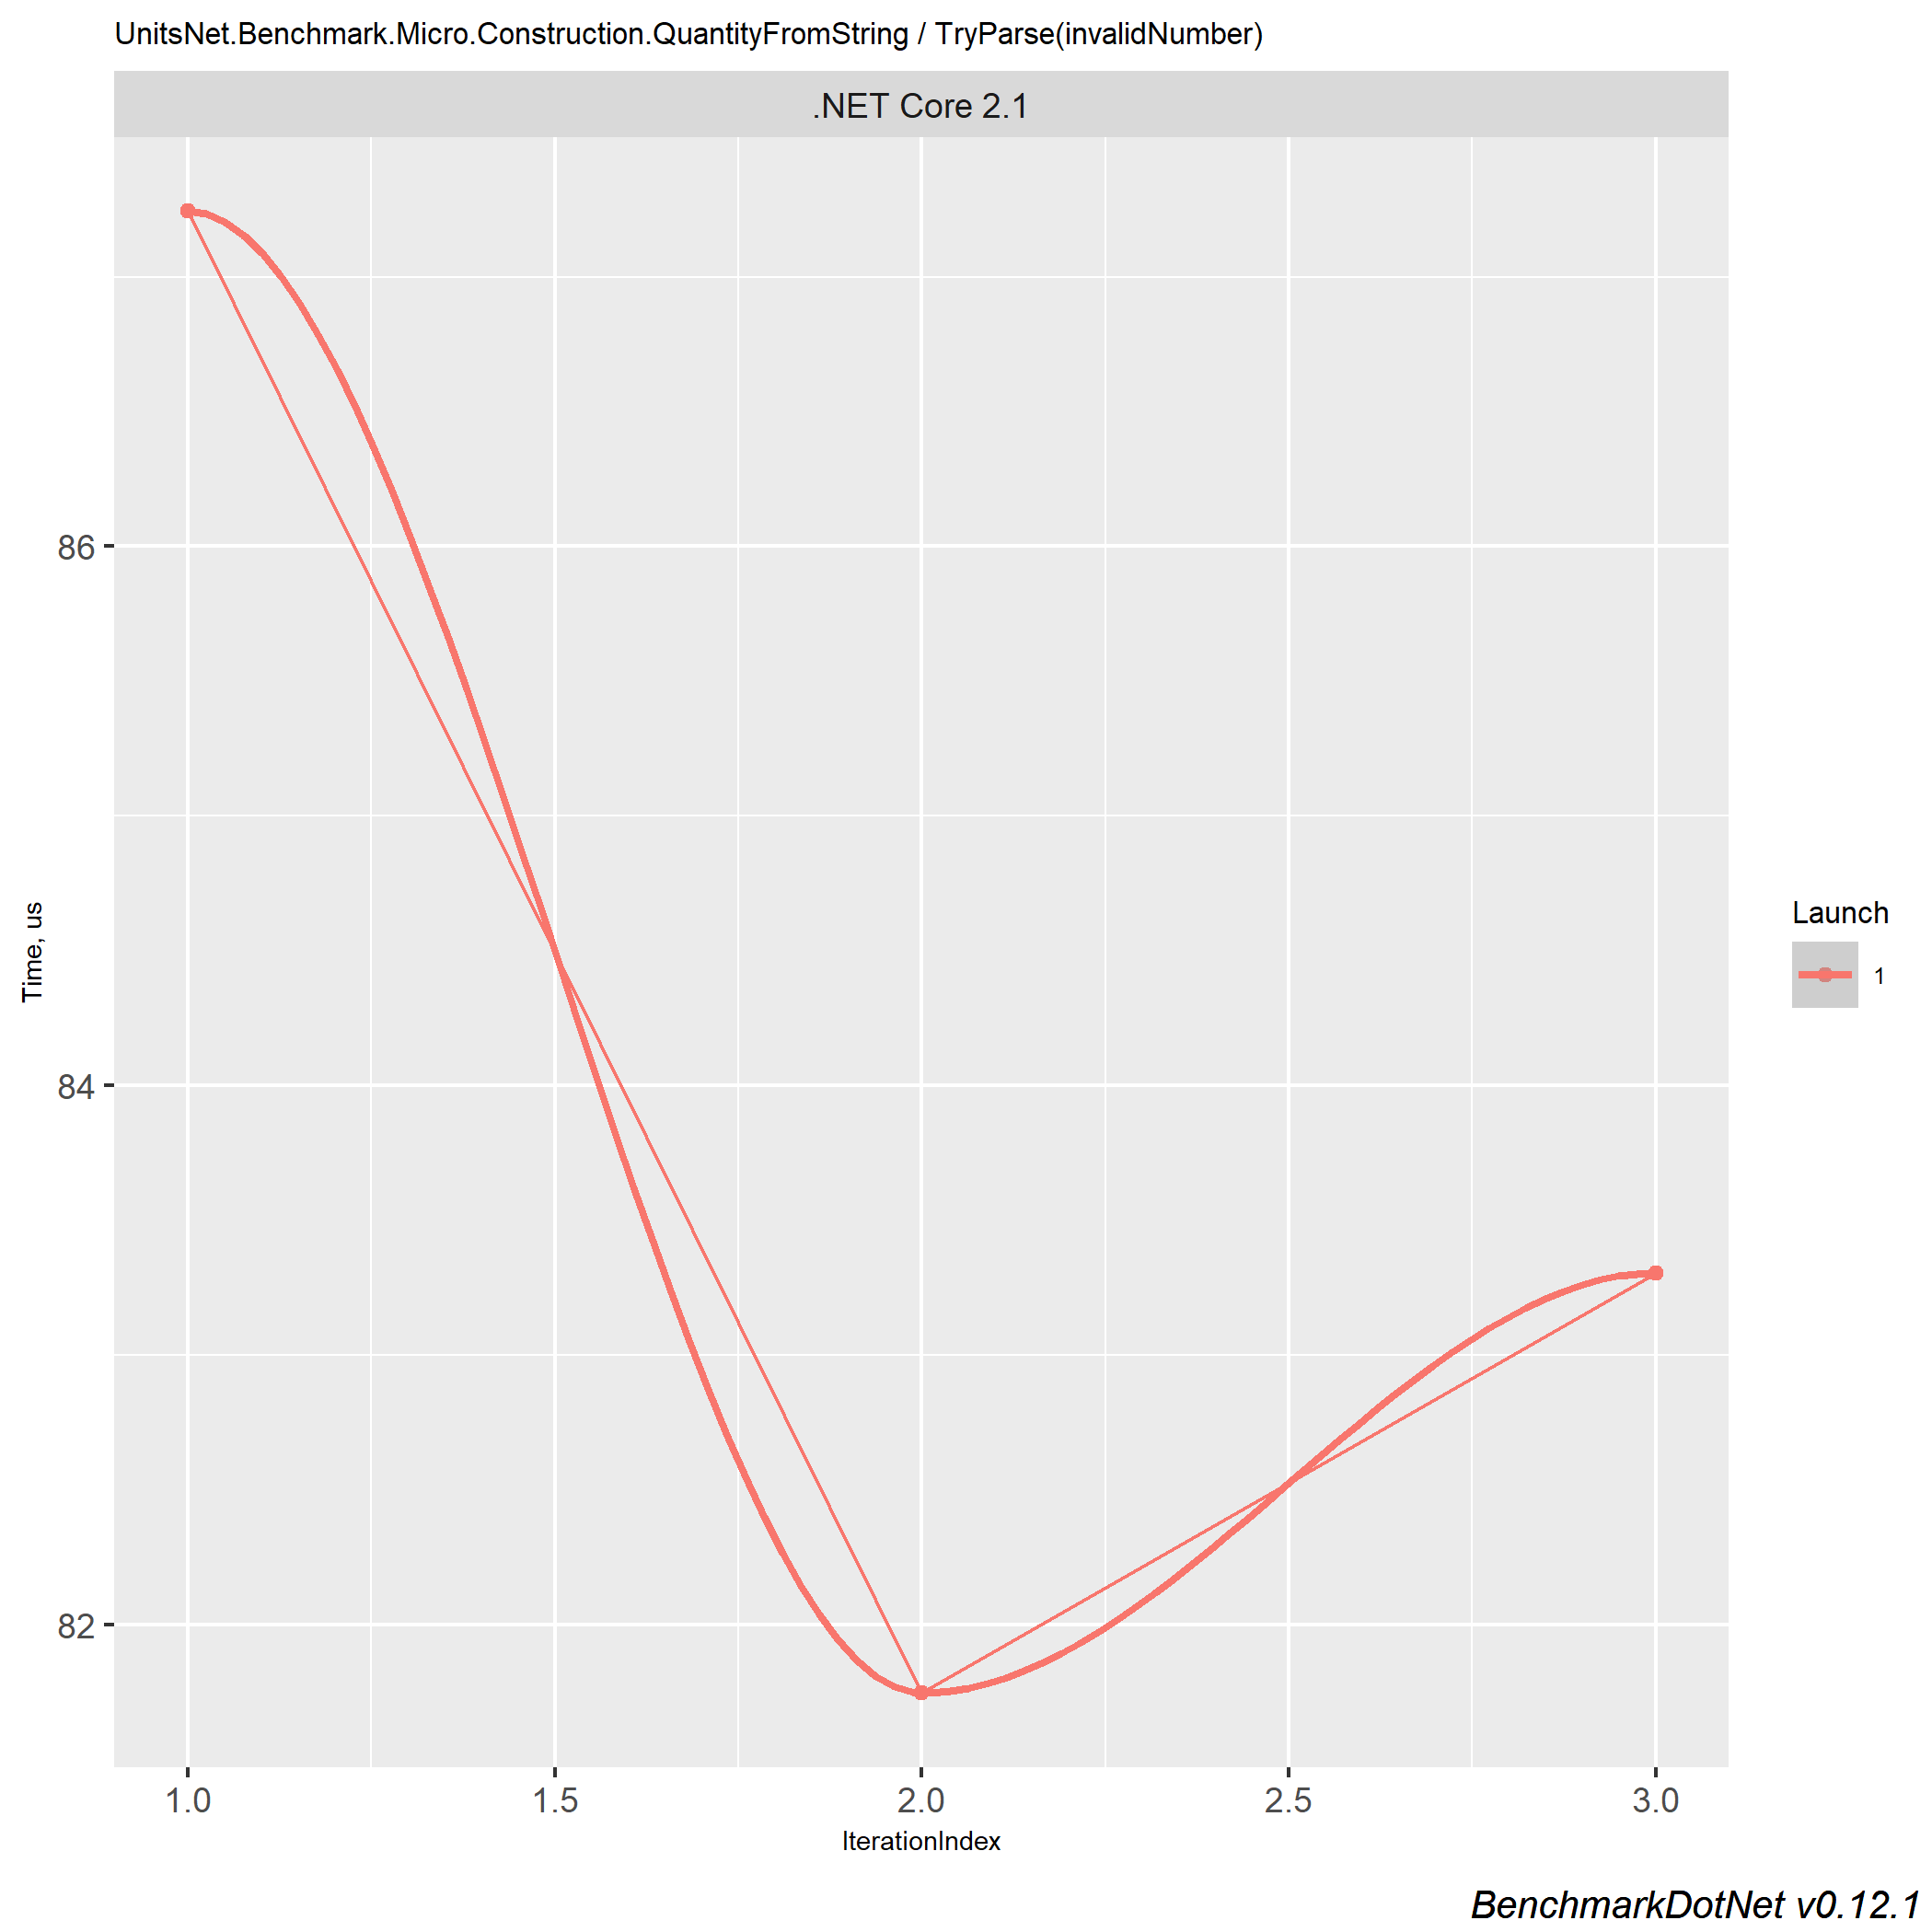 UnitsNet.Benchmark.Micro.Construction.QuantityFromString / TryParse(invalidNumber)
.NET Core 2.1
86
84
82
Time, us
1.0 1.5 2.0 2.5 3.0
IterationIndex
Launch
1
BenchmarkDotNet v0.12.1